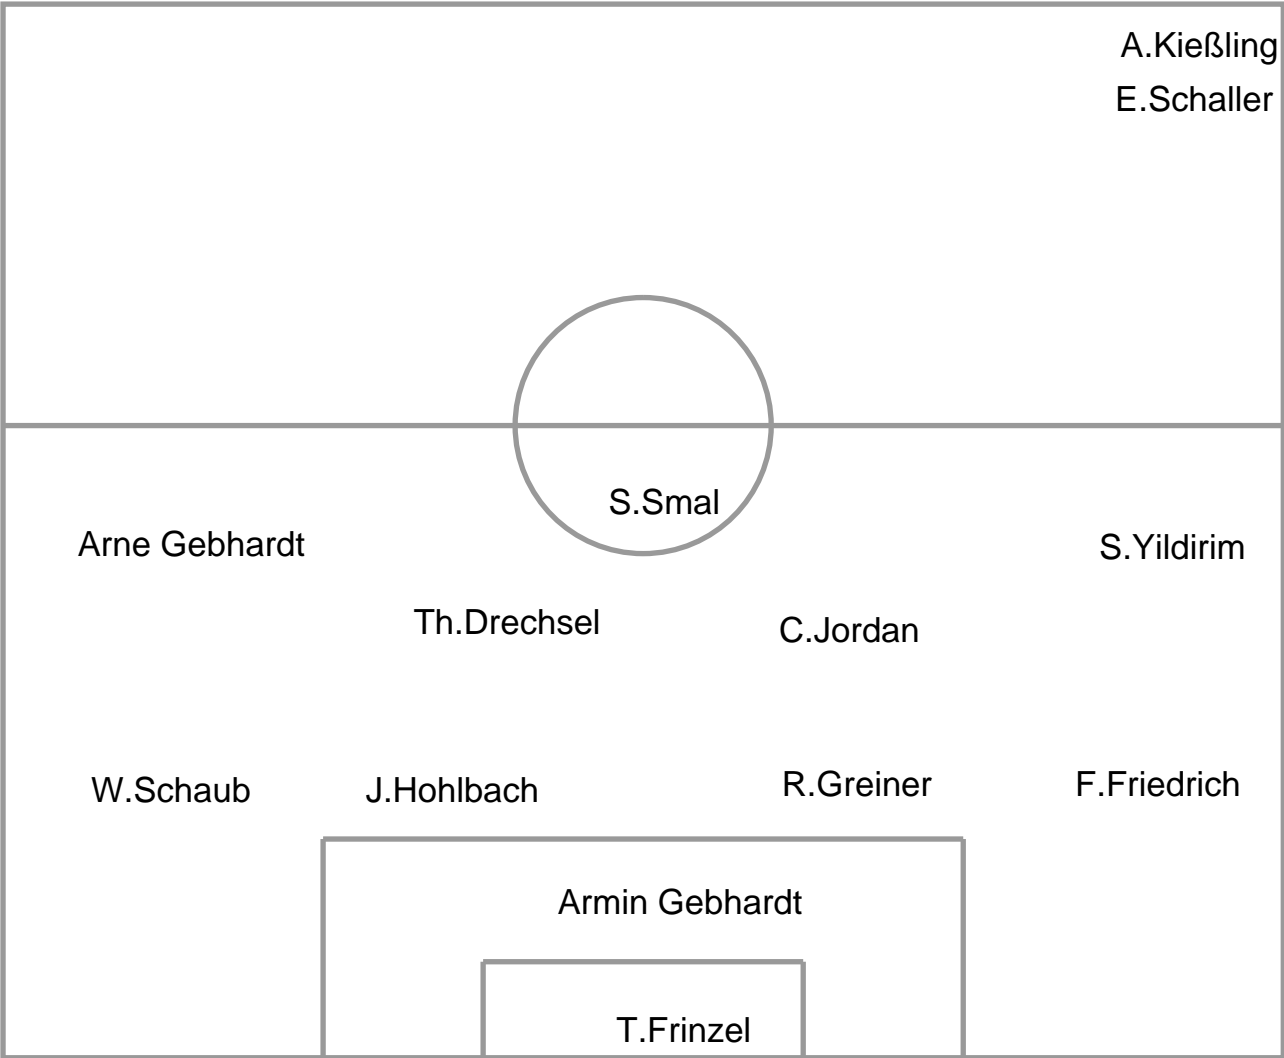 A.Kießling
E.Schaller
S.Smal
Arne Gebhardt
S.Yildirim
Th.Drechsel
C.Jordan
W.Schaub
J.Hohlbach
R.Greiner
F.Friedrich
Armin Gebhardt
T.Frinzel